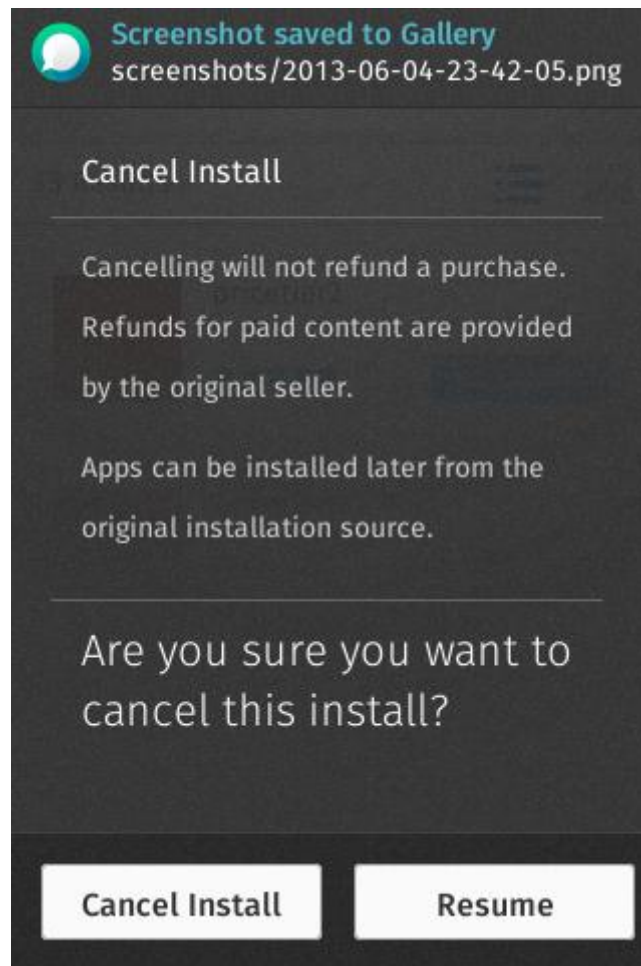 Screenshot saved to Gallery
screenshots/2013-06-04-23-42-05.png
Cancel Install
Cancelling will not refund a purchase.
Refunds for paid content are provided
by the original seller.
Apps can be installed later from the
original installation source.
Are you sure you want to
cancel this install?
Cancel Install
Resume